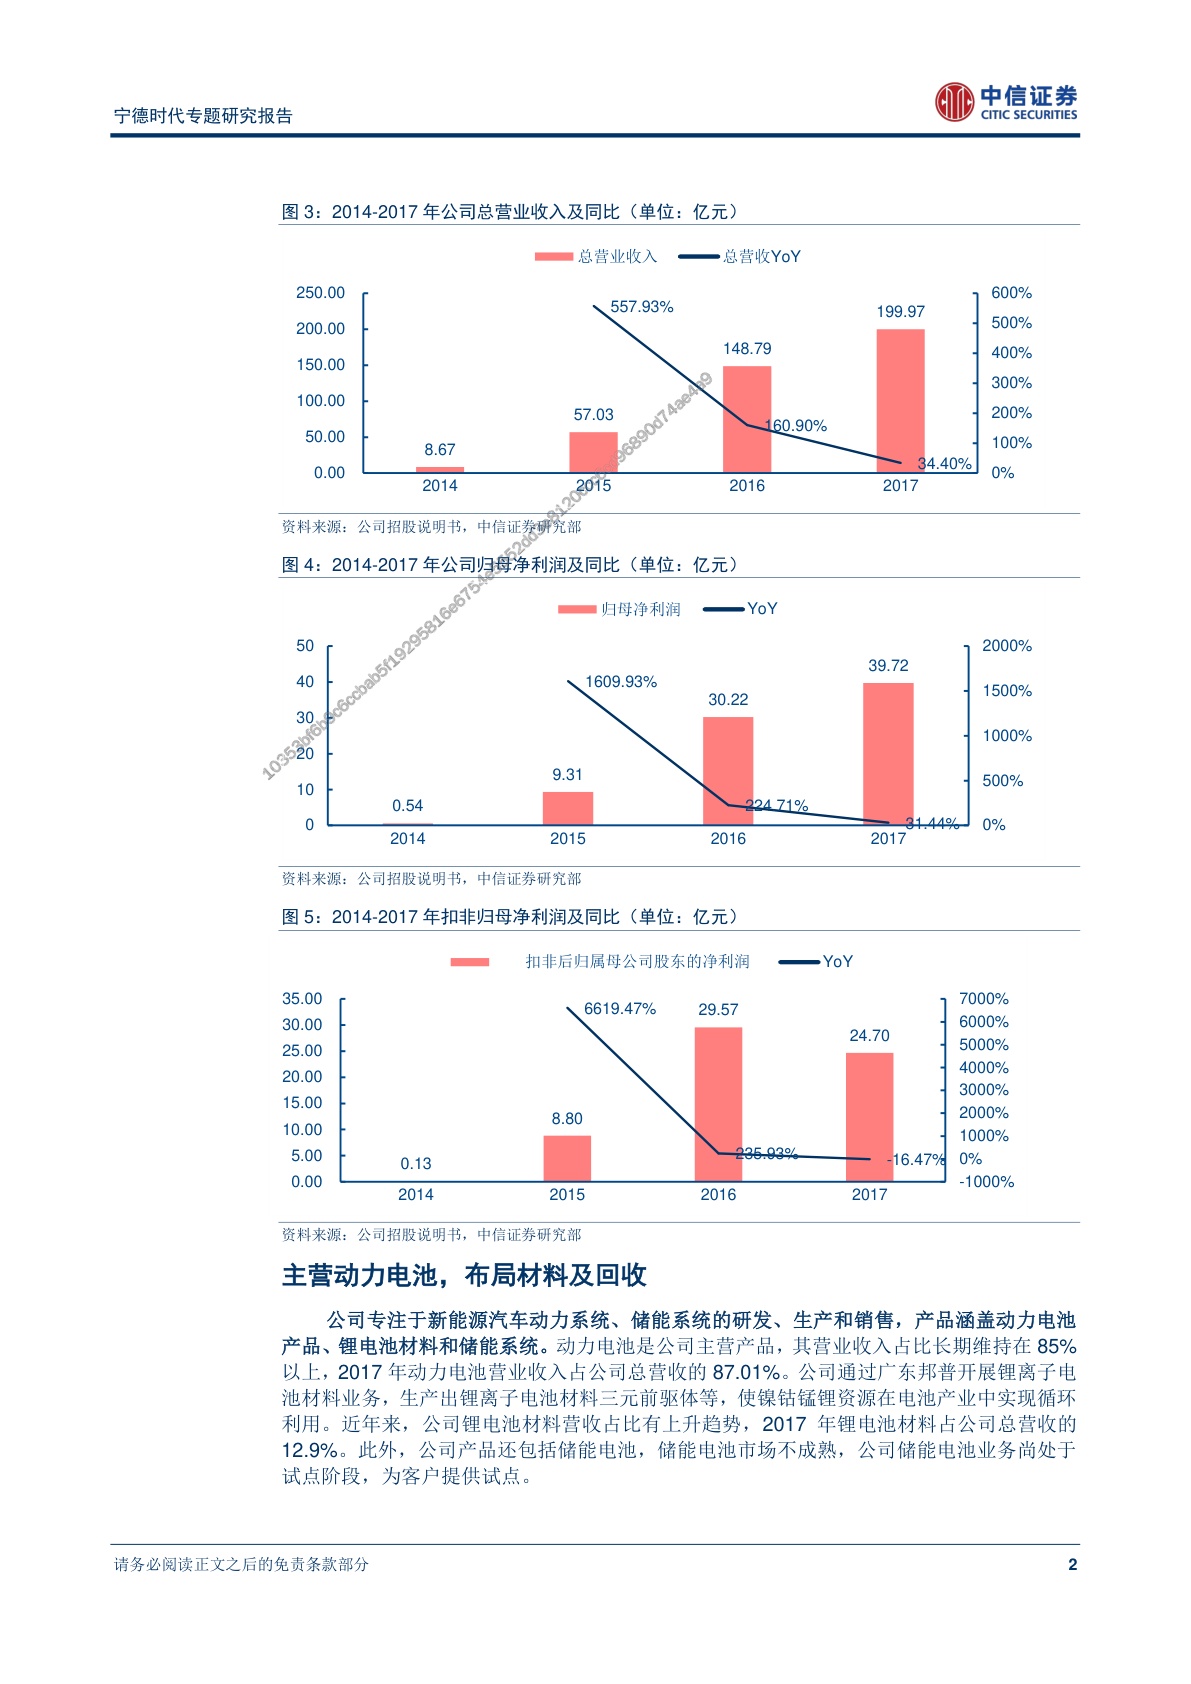 宁德时代专题研究报告
中信证券
CITIC SECURITIES
图 3：2014-2017 年公司总营业收入及同比（单位：亿元）
总营业收入 总营收YoY
250.00
200.00
150.00
100.00
50.00
0.00
600%
500%
400%
300%
200%
100%
0%
8.67
57.03
148.79
199.97
557.93%
160.90%
34.40%
2014 2015 2016 2017
资料来源：公司招股说明书，中信证券研究部
图 4：2014-2017 年公司归母净利润及同比（单位：亿元）
归母净利润 YoY
50
40
30
20
10
0
2000%
1500%
1000%
500%
0%
0.54
9.31
30.22
39.72
1609.93%
224.71%
31.44%
2014 2015 2016 2017
资料来源：公司招股说明书，中信证券研究部
图 5：2014-2017 年扣非归母净利润及同比（单位：亿元）
扣非后归属母公司股东的净利润 YoY
35.00
30.00
25.00
20.00
15.00
10.00
5.00
0.00
7000%
6000%
5000%
4000%
3000%
2000%
1000%
0%
-1000%
0.13
8.80
29.57
24.70
6619.47%
235.93%
-16.47%
2014 2015 2016 2017
资料来源：公司招股说明书，中信证券研究部
主营动力电池，布局材料及回收
公司专注于新能源汽车动力系统、储能系统的研发、生产和销售，产品涵盖动力电池
产品、锂电池材料和储能系统。动力电池是公司主营产品，其营业收入占比长期维持在 85%
以上，2017 年动力电池营业收入占公司总营收的 87.01%。公司通过广东邦普开展锂离子电
池材料业务，生产出锂离子电池材料三元前驱体等，使镍钴锰锂资源在电池产业中实现循环
利用。近年来，公司锂电池材料营收占比有上升趋势，2017 年锂电池材料占公司总营收的
12.9%。此外，公司产品还包括储能电池，储能电池市场不成熟，公司储能电池业务尚处于
试点阶段，为客户提供试点。
请务必阅读正文之后的免责条款部分
2